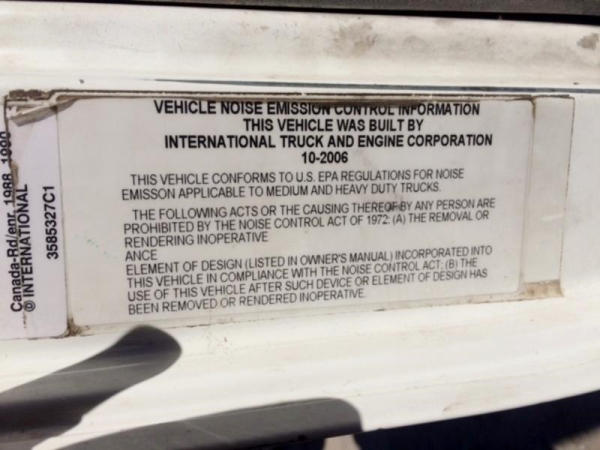 VEHICLE NOISE EMISSION CONTROL INFORMATION
THIS VEHICLE WAS BUILT BY
INTERNATIONAL TRUCK AND ENGINE CORPORATION
10-2006
THIS VEHICLE CONFORMS TO U.S. EPA REGULATIONS FOR NOISE
EMISSON APPLICABLE TO MEDIUM AND HEAVY DUTY TRUCKS.
THE FOLLOWING ACTS OR THE CAUSING THEREOF BY ANY PERSON ARE
PROHIBITED BY THE NOISE CONTROL ACT OF 1972: (A) THE REMOVAL OR
RENDERING INOPERATIVE
ANCE
ELEMENT OF DESIGN (LISTED IN OWNER'S MANUAL) INCORPORATED INTO
THIS VEHICLE IN COMPLIANCE WITH THE NOISE CONTROL ACT; (B) THE
USE OF THIS VEHICLE AFTER SUCH DEVICE OR ELEMENT OF DESIGN HAS
BEEN REMOVED OR RENDERED INOPERATIVE.
Canada-Rd/enr. 1988, 1990
© INTERNATIONAL
3585327C1